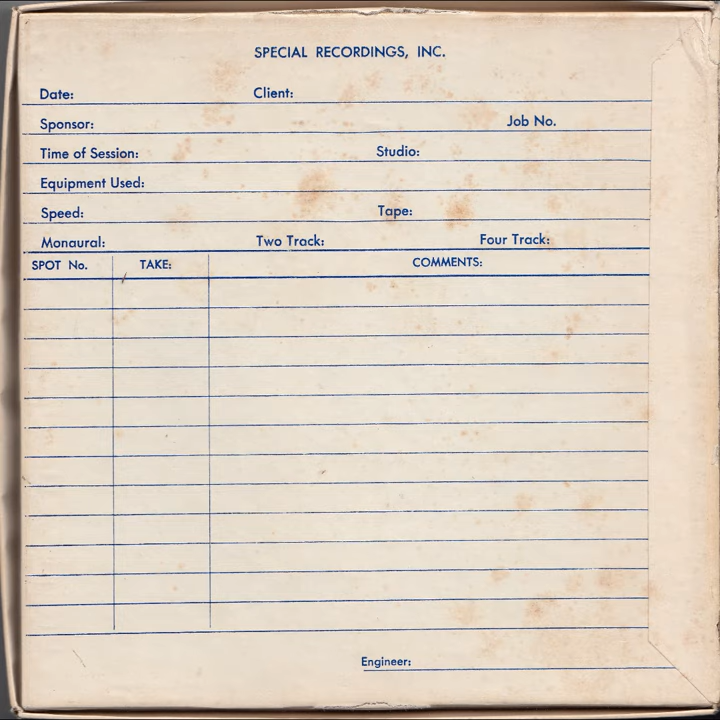 SPECIAL RECORDINGS, INC.
Date: Client:
Sponsor: Job No.
Time of Session: Studio:
Equipment Used:
Speed: Tape:
Monaural: Two Track: Four Track:
SPOT No. TAKE: COMMENTS:
Engineer: